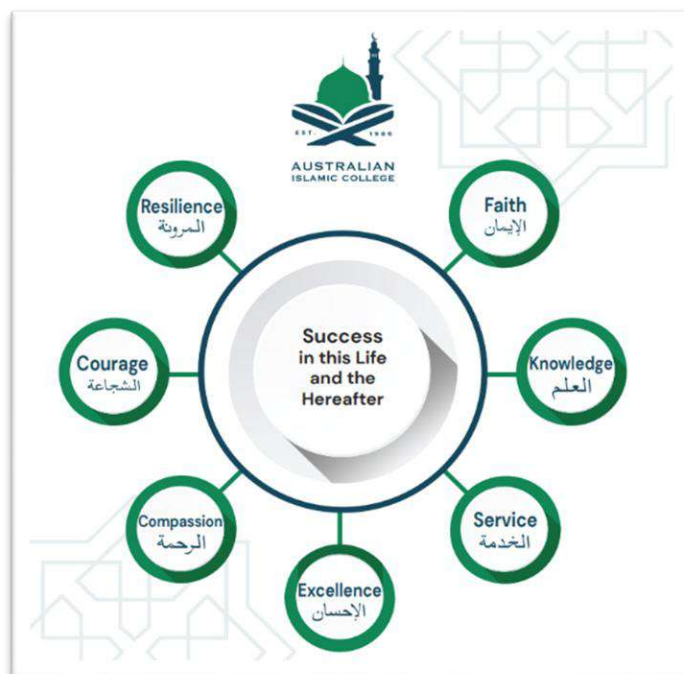 EST. 1986
AUSTRALIAN
ISLAMIC COLLEGE
Resilience
المرونة
Faith
الإيمان
Courage
الشجاعة
Success
in this Life
and the
Hereafter
Knowledge
العلم
Compassion
الرحمة
Service
الخدمة
Excellence
الإحسان